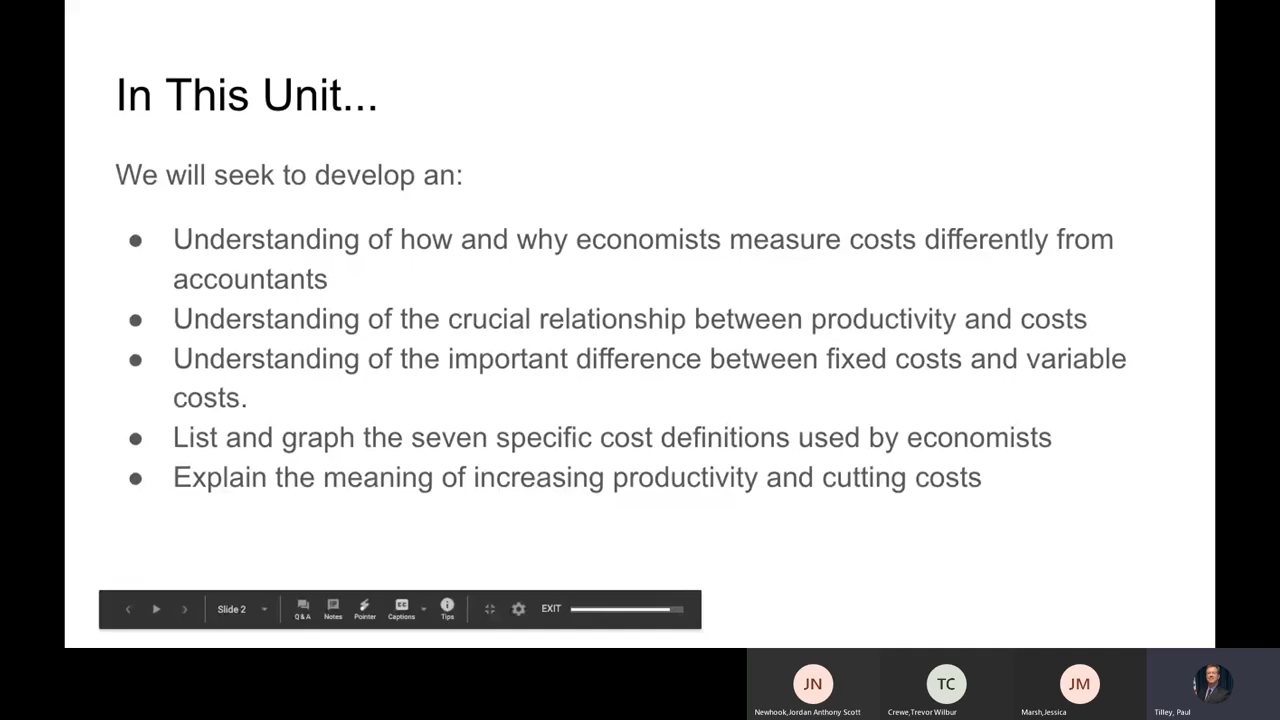 In This Unit...
We will seek to develop an:
● Understanding of how and why economists measure costs differently from
accountants
● Understanding of the crucial relationship between productivity and costs
● Understanding of the important difference between fixed costs and variable
costs.
● List and graph the seven specific cost definitions used by economists
● Explain the meaning of increasing productivity and cutting costs
Slide 2
Q & A Notes Pointer Captions Tips
EXIT
JN TC JM
Newhook,Jordan Anthony Scott Crewe,Trevor Wilbur Marsh,Jessica Tilley, Paul